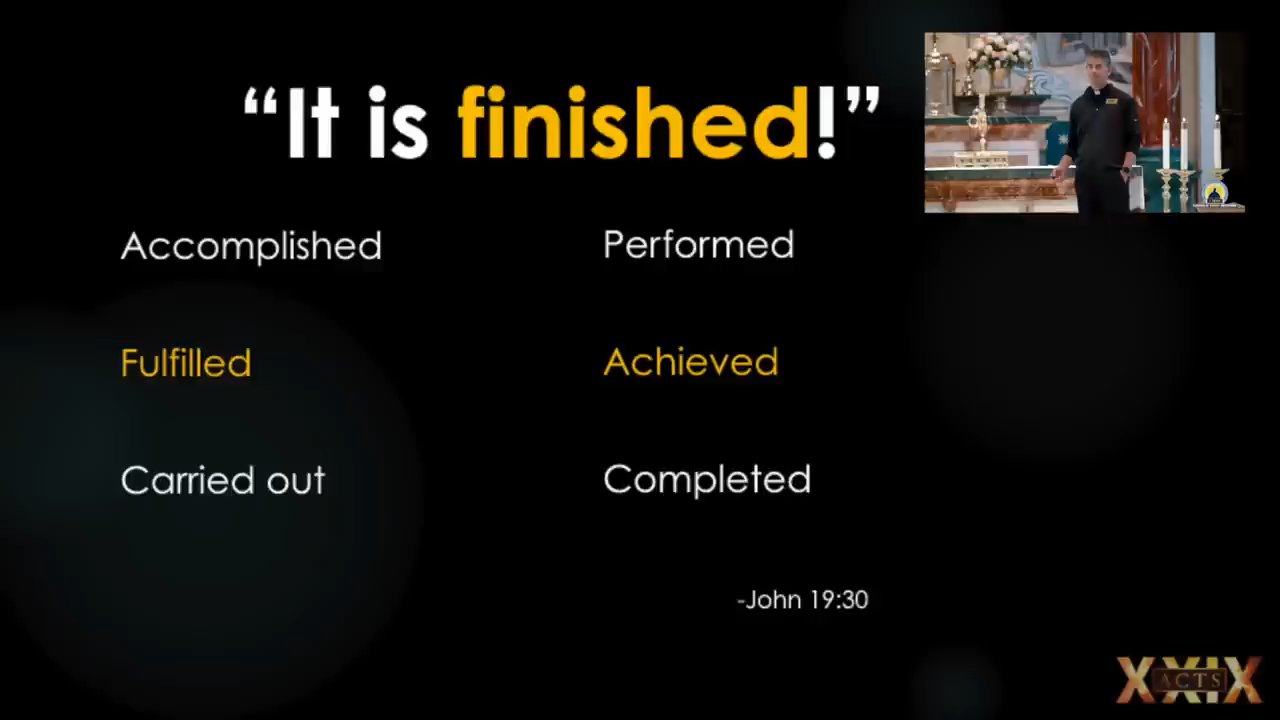 “It is finished!”
Accomplished
Performed
Fulfilled
Achieved
Carried out
Completed
-John 19:30
XXIX
ACTS